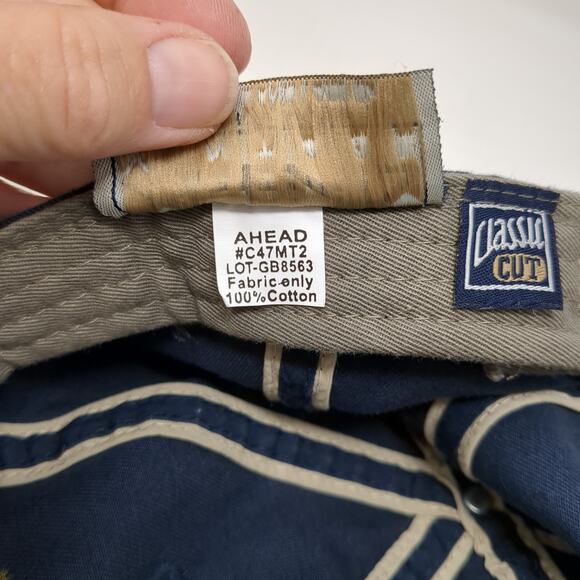 AHEAD
#C47MT2
LOT-GB8563
Fabric only
100%Cotton
Classic
CUT